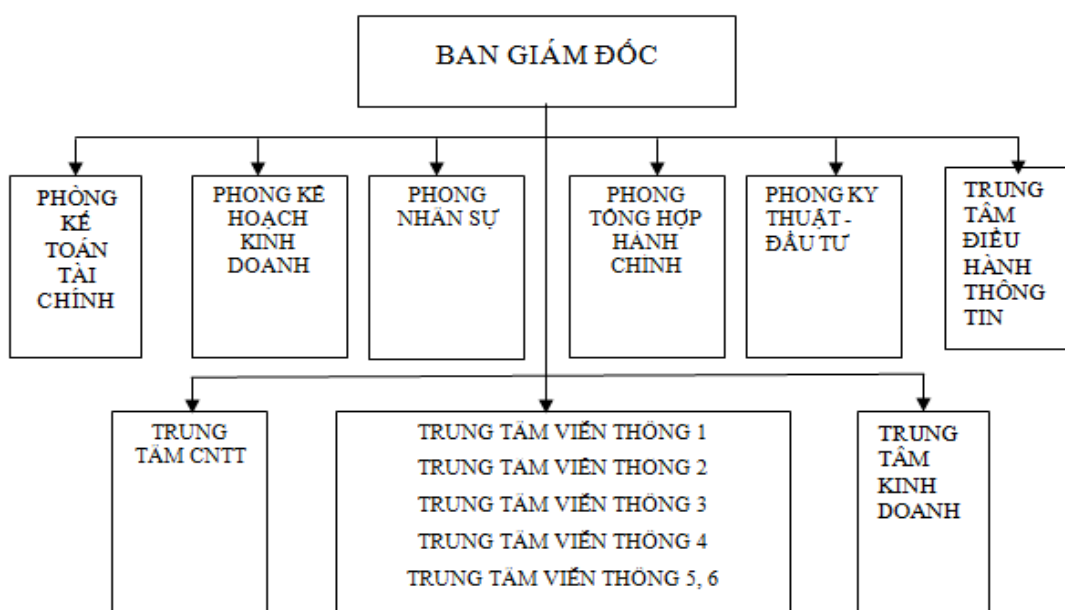 BAN GIÁM ĐỐC
PHÒNG
KẾ
TOÁN
TÀI
CHÍNH
PHONG KẾ
HOẠCH
KINH
DOANH
PHONG
NHÂN SỰ
PHONG
TỔNG HỢP
HÀNH
CHÍNH
PHONG KY
THUẬT -
ĐẦU TƯ
TRUNG
TÂM
ĐIỀU
HÀNH
THÔNG
TIN
TRUNG
TÂM CNTT
TRUNG TÂM VIỄN THÔNG 1
TRUNG TAM VIỄN THONG 2
TRUNG TÂM VIỄN THÔNG 3
TRUNG TÂM VIỄN THÔNG 4
TRUNG TÂM VIỄN THÔNG 5, 6
TRUNG
TÂM
KINH
DOANH